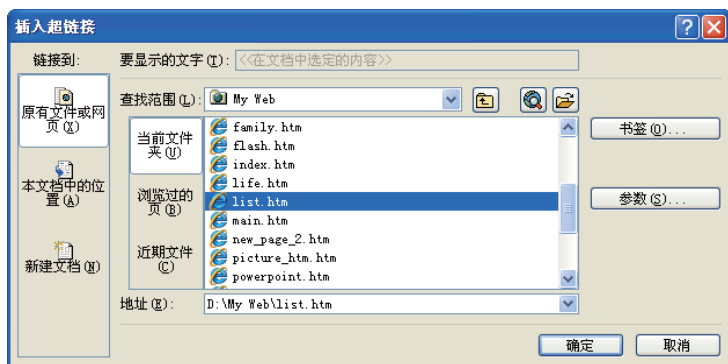 插入超链接
链接到:
要显示的文字(T): <<在文档中选定的内容>>
原有文件或网
页(X)
本文档中的位
置(A)
新建文档(N)
查找范围(L): My Web
当前文件
夹(U)
浏览过的
页(B)
近期文件
(C)
family.htm
flash.htm
index.htm
life.htm
list.htm
main.htm
new_page_2.htm
picture_htm.htm
powerpoint.htm
书签(O)...
参数(S)...
地址(E): D:\My Web\list.htm
确定
取消